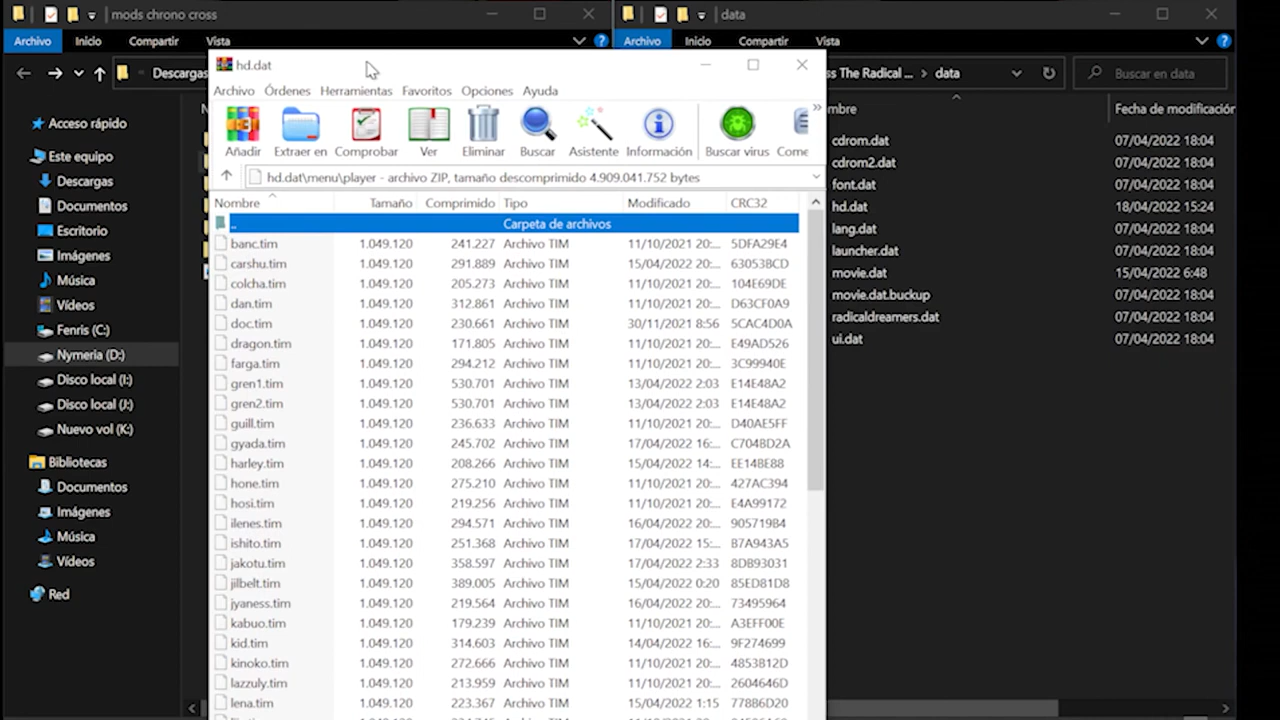 mods chrono cross
data
Archivo Inicio Compartir Vista
Archivo Inicio Compartir Vista
Descargas
ss The Radical ... data
Buscar en data
hd.dat
Archivo Órdenes Herramientas Favoritos Opciones Ayuda
Añadir Extraer en Comprobar Ver Eliminar Buscar Asistente Información Buscar virus Come
hd.dat\menu\player - archivo ZIP, tamaño descomprimido 4.909.041.752 bytes
Nombre Tamaño Comprimido Tipo Modificado CRC32
.. Carpeta de archivos
banc.tim 1.049.120 241.227 Archivo TIM 11/10/2021 20:... 5DFA29E4
carshu.tim 1.049.120 291.889 Archivo TIM 15/04/2022 20:... 63053BCD
colcha.tim 1.049.120 205.273 Archivo TIM 11/10/2021 20:... 104E69DE
dan.tim 1.049.120 312.861 Archivo TIM 11/10/2021 20:... D63CF0A9
doc.tim 1.049.120 230.661 Archivo TIM 30/11/2021 8:56 5CAC4D0A
dragon.tim 1.049.120 171.805 Archivo TIM 11/10/2021 20:... E49AD526
farga.tim 1.049.120 294.212 Archivo TIM 11/10/2021 20:... 3C99940E
gren1.tim 1.049.120 530.701 Archivo TIM 13/04/2022 2:03 E14E48A2
gren2.tim 1.049.120 530.701 Archivo TIM 13/04/2022 2:03 E14E48A2
guill.tim 1.049.120 236.633 Archivo TIM 11/10/2021 20:... D40AE5FF
gyada.tim 1.049.120 245.702 Archivo TIM 17/04/2022 16:... C704BD2A
harley.tim 1.049.120 208.266 Archivo TIM 15/04/2022 14:... EE14BE88
hone.tim 1.049.120 275.210 Archivo TIM 11/10/2021 20:... 427AC394
hosi.tim 1.049.120 219.256 Archivo TIM 11/10/2021 20:... E4A99172
ilenes.tim 1.049.120 294.571 Archivo TIM 16/04/2022 20:... 905719B4
ishito.tim 1.049.120 251.368 Archivo TIM 17/04/2022 15:... B7A943A5
jakotu.tim 1.049.120 358.597 Archivo TIM 17/04/2022 2:33 8DB93031
jilbelt.tim 1.049.120 389.005 Archivo TIM 15/04/2022 0:20 85ED81D8
jyaness.tim 1.049.120 219.564 Archivo TIM 16/04/2022 20:... 73495964
kabuo.tim 1.049.120 179.239 Archivo TIM 11/10/2021 20:... A3EFF00E
kid.tim 1.049.120 314.603 Archivo TIM 14/04/2022 16:... 9F274699
kinoko.tim 1.049.120 272.666 Archivo TIM 11/10/2021 20:... 4853B12D
lazzuly.tim 1.049.120 213.959 Archivo TIM 11/10/2021 20:... 2604646D
lena.tim 1.049.120 223.367 Archivo TIM 15/04/2022 1:15 77886D20
Acceso rápido
Este equipo
Descargas
Documentos
Escritorio
Imágenes
Música
Vídeos
Fenris (C:)
Nymeria (D:)
Disco local (I:)
Disco local (J:)
Nuevo vol (K:)
Bibliotecas
Documentos
Imágenes
Música
Vídeos
Red
mbre Fecha de modificación
cdrom.dat 07/04/2022 18:04
cdrom2.dat 07/04/2022 18:04
font.dat 07/04/2022 18:04
hd.dat 18/04/2022 15:24
lang.dat 07/04/2022 18:04
launcher.dat 07/04/2022 18:04
movie.dat 15/04/2022 6:48
movie.dat.buckup 07/04/2022 18:04
radicaldreamers.dat 07/04/2022 18:04
ui.dat 07/04/2022 18:04